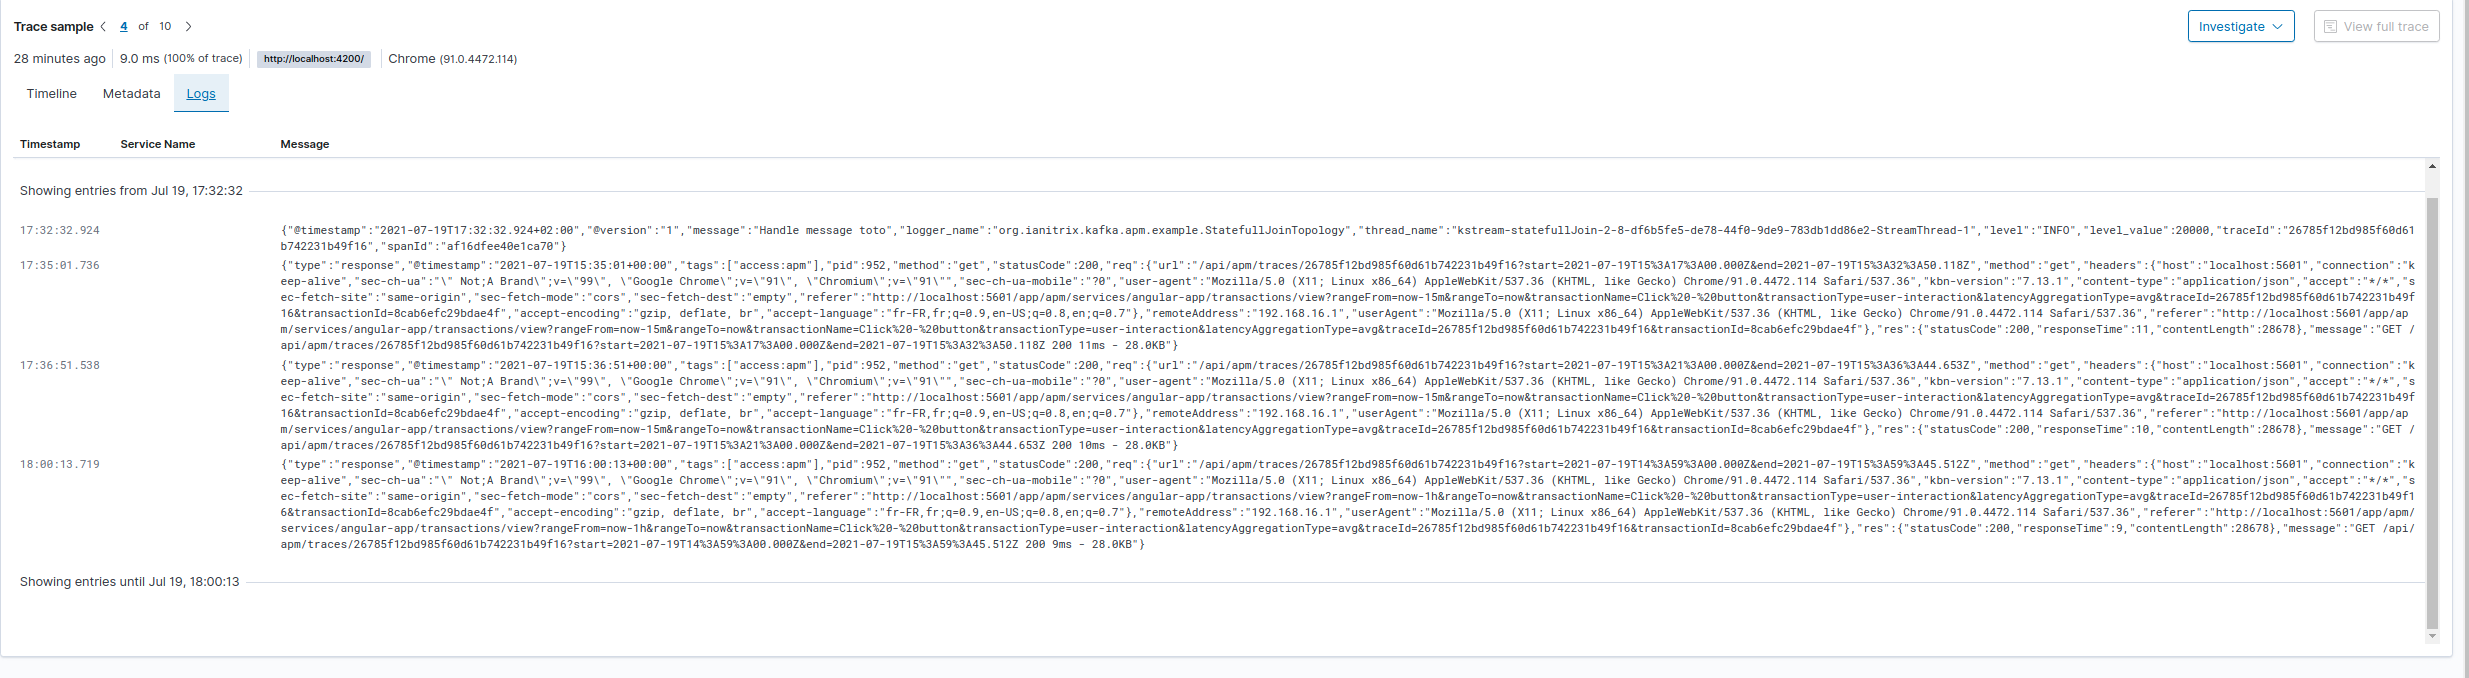 Trace sample 4 of 10
Investigate
View full trace
28 minutes ago 9.0 ms (100% of trace) http://localhost:4200/ Chrome (91.0.4472.114)
Timeline Metadata Logs
Timestamp Service Name Message
Showing entries from Jul 19, 17:32:32
17:32:32.924 {"@timestamp":"2021-07-19T17:32:32.924+02:00","@version":"1","message":"Handle message toto","logger_name":"org.ianitrix.kafka.apm.example.StatefullJoinTopology","thread_name":"kstream-statefullJoin-2-8-df6b5fe5-de78-44f0-9de9-783db1dd86e2-StreamThread-1","level":"INFO","level_value":20000,"traceId":"26785f12bd985f60d61
b742231b49f16","spanId":"af16dfee40e1ca70"}
17:35:01.736 {"type":"response","@timestamp":"2021-07-19T15:35:01+00:00","tags":["access:apm"],"pid":952,"method":"get","statusCode":200,"req":{"url":"/api/apm/traces/26785f12bd985f60d61b742231b49f16?start=2021-07-19T15%3A17%3A00.000Z&end=2021-07-19T15%3A32%3A50.118Z","method":"get","headers":{"host":"localhost:5601","connection":"k
eep-alive","sec-ch-ua":"\" Not;A Brand\";v=\"99\", \"Google Chrome\";v=\"91\", \"Chromium\";v=\"91\"","sec-ch-ua-mobile":"?0","user-agent":"Mozilla/5.0 (X11; Linux x86_64) AppleWebKit/537.36 (KHTML, like Gecko) Chrome/91.0.4472.114 Safari/537.36","kbn-version":"7.13.1","content-type":"application/json","accept":"*/*","s
ec-fetch-site":"same-origin","sec-fetch-mode":"cors","sec-fetch-dest":"empty","referer":"http://localhost:5601/app/apm/services/angular-app/transactions/view?rangeFrom=now-15m&rangeTo=now&transactionName=Click%20-%20button&transactionType=user-interaction&latencyAggregationType=avg&traceId=26785f12bd985f60d61b742231b49f
16&transactionId=8cab6efc29bdae4f","accept-encoding":"gzip, deflate, br","accept-language":"fr-FR,fr;q=0.9,en-US;q=0.8,en;q=0.7"},"remoteAddress":"192.168.16.1","userAgent":"Mozilla/5.0 (X11; Linux x86_64) AppleWebKit/537.36 (KHTML, like Gecko) Chrome/91.0.4472.114 Safari/537.36","referer":"http://localhost:5601/app/ap
m/services/angular-app/transactions/view?rangeFrom=now-15m&rangeTo=now&transactionName=Click%20-%20button&transactionType=user-interaction&latencyAggregationType=avg&traceId=26785f12bd985f60d61b742231b49f16&transactionId=8cab6efc29bdae4f"},"res":{"statusCode":200,"responseTime":11,"contentLength":28678},"message":"GET /
api/apm/traces/26785f12bd985f60d61b742231b49f16?start=2021-07-19T15%3A17%3A00.000Z&end=2021-07-19T15%3A32%3A50.118Z 200 11ms - 28.0KB"}
17:36:51.538 {"type":"response","@timestamp":"2021-07-19T15:36:51+00:00","tags":["access:apm"],"pid":952,"method":"get","statusCode":200,"req":{"url":"/api/apm/traces/26785f12bd985f60d61b742231b49f16?start=2021-07-19T15%3A21%3A00.000Z&end=2021-07-19T15%3A36%3A44.653Z","method":"get","headers":{"host":"localhost:5601","connection":"k
eep-alive","sec-ch-ua":"\" Not;A Brand\";v=\"99\", \"Google Chrome\";v=\"91\", \"Chromium\";v=\"91\"","sec-ch-ua-mobile":"?0","user-agent":"Mozilla/5.0 (X11; Linux x86_64) AppleWebKit/537.36 (KHTML, like Gecko) Chrome/91.0.4472.114 Safari/537.36","kbn-version":"7.13.1","content-type":"application/json","accept":"*/*","s
ec-fetch-site":"same-origin","sec-fetch-mode":"cors","sec-fetch-dest":"empty","referer":"http://localhost:5601/app/apm/services/angular-app/transactions/view?rangeFrom=now-15m&rangeTo=now&transactionName=Click%20-%20button&transactionType=user-interaction&latencyAggregationType=avg&traceId=26785f12bd985f60d61b742231b49f
16&transactionId=8cab6efc29bdae4f","accept-encoding":"gzip, deflate, br","accept-language":"fr-FR,fr;q=0.9,en-US;q=0.8,en;q=0.7"},"remoteAddress":"192.168.16.1","userAgent":"Mozilla/5.0 (X11; Linux x86_64) AppleWebKit/537.36 (KHTML, like Gecko) Chrome/91.0.4472.114 Safari/537.36","referer":"http://localhost:5601/app/ap
m/services/angular-app/transactions/view?rangeFrom=now-15m&rangeTo=now&transactionName=Click%20-%20button&transactionType=user-interaction&latencyAggregationType=avg&traceId=26785f12bd985f60d61b742231b49f16&transactionId=8cab6efc29bdae4f"},"res":{"statusCode":200,"responseTime":10,"contentLength":28678},"message":"GET /
api/apm/traces/26785f12bd985f60d61b742231b49f16?start=2021-07-19T15%3A21%3A00.000Z&end=2021-07-19T15%3A36%3A44.653Z 200 10ms - 28.0KB"}
18:00:13.719 {"type":"response","@timestamp":"2021-07-19T16:00:13+00:00","tags":["access:apm"],"pid":952,"method":"get","statusCode":200,"req":{"url":"/api/apm/traces/26785f12bd985f60d61b742231b49f16?start=2021-07-19T14%3A59%3A00.000Z&end=2021-07-19T15%3A59%3A45.512Z","method":"get","headers":{"host":"localhost:5601","connection":"k
eep-alive","sec-ch-ua":"\" Not;A Brand\";v=\"99\", \"Google Chrome\";v=\"91\", \"Chromium\";v=\"91\"","sec-ch-ua-mobile":"?0","user-agent":"Mozilla/5.0 (X11; Linux x86_64) AppleWebKit/537.36 (KHTML, like Gecko) Chrome/91.0.4472.114 Safari/537.36","kbn-version":"7.13.1","content-type":"application/json","accept":"*/*","s
ec-fetch-site":"same-origin","sec-fetch-mode":"cors","sec-fetch-dest":"empty","referer":"http://localhost:5601/app/apm/services/angular-app/transactions/view?rangeFrom=now-1h&rangeTo=now&transactionName=Click%20-%20button&transactionType=user-interaction&latencyAggregationType=avg&traceId=26785f12bd985f60d61b742231b49f1
6&transactionId=8cab6efc29bdae4f","accept-encoding":"gzip, deflate, br","accept-language":"fr-FR,fr;q=0.9,en-US;q=0.8,en;q=0.7"},"remoteAddress":"192.168.16.1","userAgent":"Mozilla/5.0 (X11; Linux x86_64) AppleWebKit/537.36 (KHTML, like Gecko) Chrome/91.0.4472.114 Safari/537.36","referer":"http://localhost:5601/app/apm/
services/angular-app/transactions/view?rangeFrom=now-1h&rangeTo=now&transactionName=Click%20-%20button&transactionType=user-interaction&latencyAggregationType=avg&traceId=26785f12bd985f60d61b742231b49f16&transactionId=8cab6efc29bdae4f"},"res":{"statusCode":200,"responseTime":9,"contentLength":28678},"message":"GET /api/
apm/traces/26785f12bd985f60d61b742231b49f16?start=2021-07-19T14%3A59%3A00.000Z&end=2021-07-19T15%3A59%3A45.512Z 200 9ms - 28.0KB"}
Showing entries until Jul 19, 18:00:13